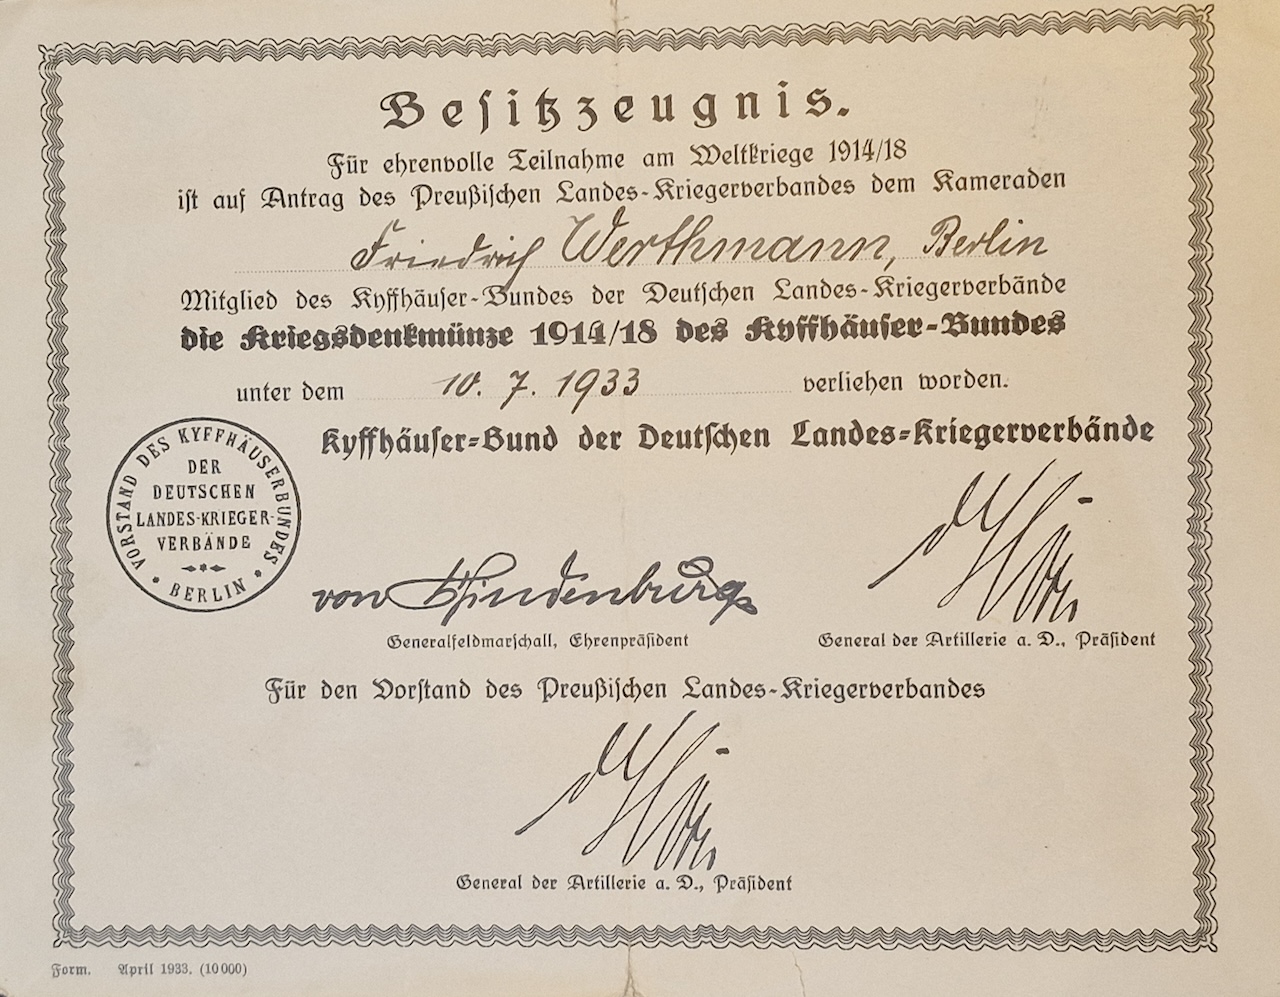 Besitzzeugnis.
Für ehrenvolle Teilnahme am Weltkriege 1914/18
ist auf Antrag des Preußischen Landes-Kriegerverbandes dem Kameraden
Friedrich Werthmann, Berlin
Mitglied des Kyffhäuser-Bundes der Deutschen Landes-Kriegerverbände
die Kriegsdenkmünze 1914/18 des Kyffhäuser-Bundes
unter dem 10. 7. 1933 verliehen worden.
Kyffhäuser-Bund der Deutschen Landes-Kriegerverbände
VORSTAND DES KYFFHÄUSERBUNDES
DER
DEUTSCHEN
LANDES-KRIEGER-
VERBÄNDE
BERLIN
von Hindenburg
Generalfeldmarschall, Ehrenpräsident
General der Artillerie a. D., Präsident
Für den Vorstand des Preußischen Landes-Kriegerverbandes
General der Artillerie a. D., Präsident
Form. April 1933. (10000)